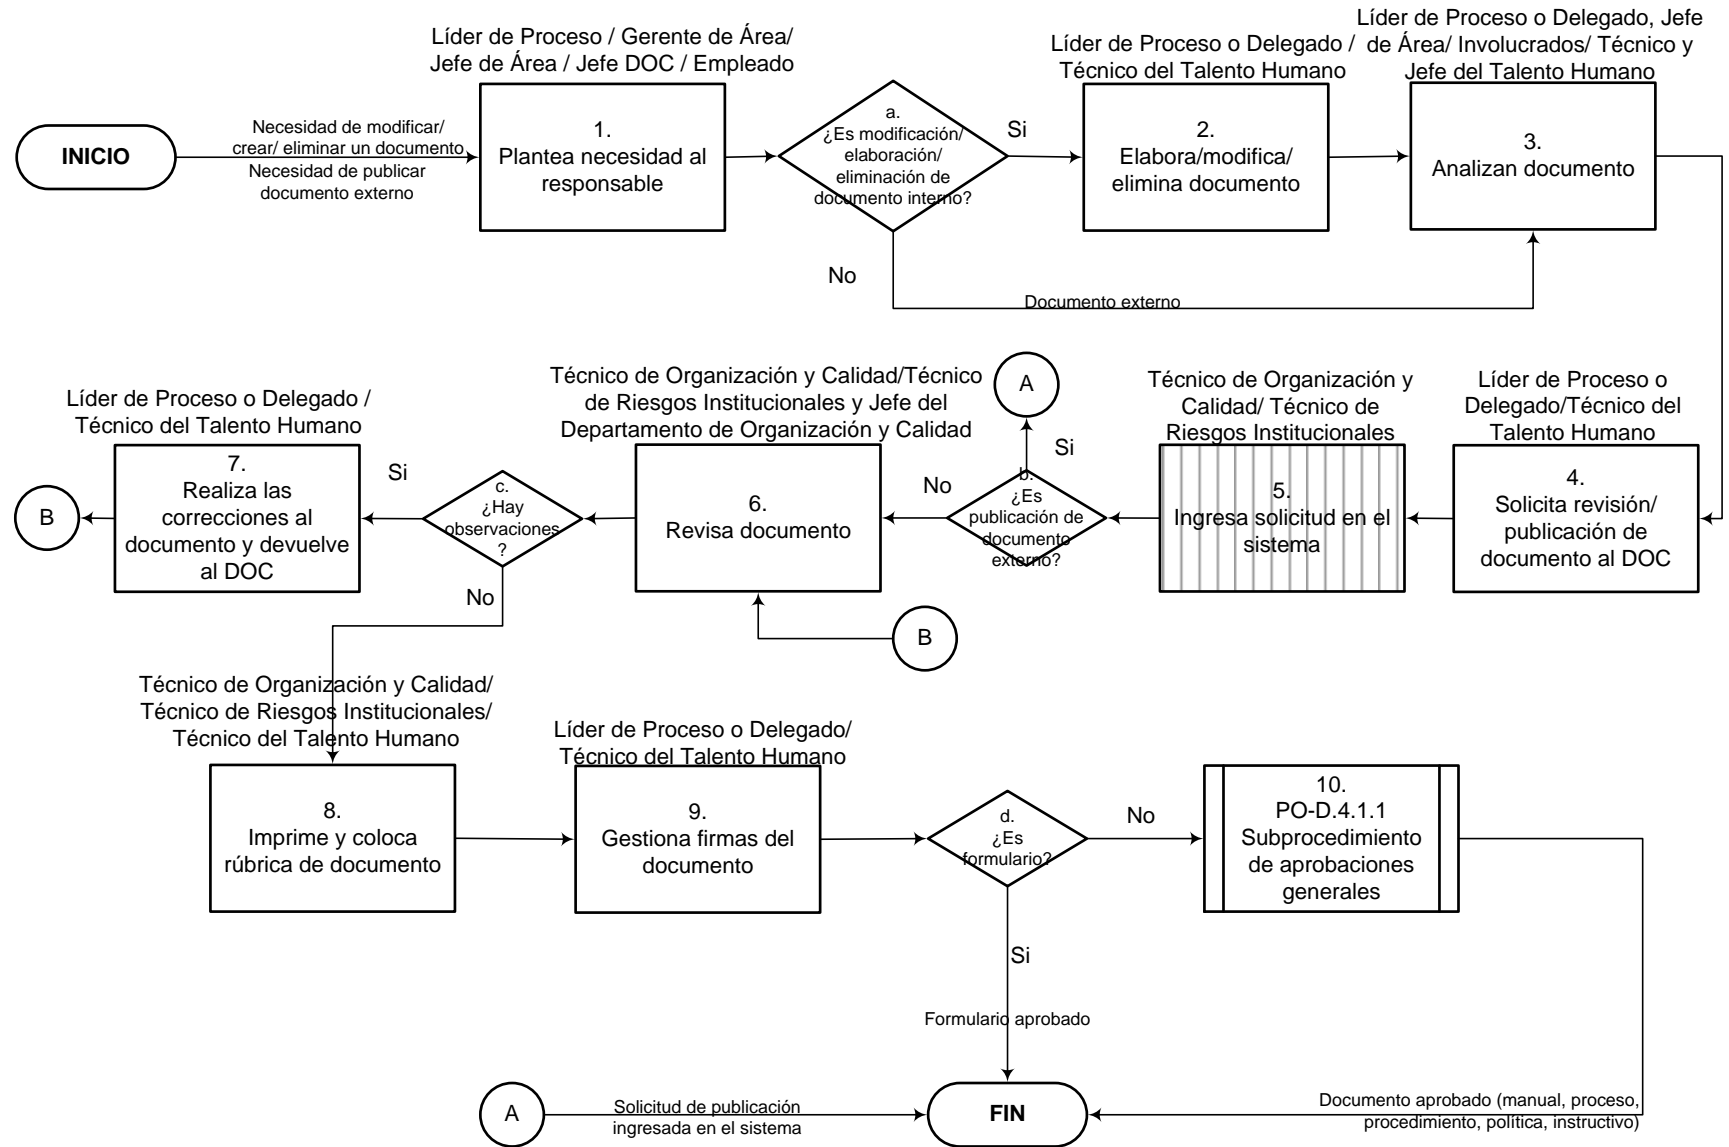 Líder de Proceso / Gerente de Área/
Jefe de Área / Jefe DOC / Empleado
Líder de Proceso o Delegado /
Técnico del Talento Humano
Líder de Proceso o Delegado, Jefe
de Área/ Involucrados/ Técnico y
Jefe del Talento Humano
INICIO
Necesidad de modificar/
crear/ eliminar un documento
Necesidad de publicar
documento externo
1.
Plantea necesidad al
responsable
a.
¿Es modificación/
elaboración/
eliminación de
documento interno?
Si
2.
Elabora/modifica/
elimina documento
3.
Analizan documento
No
Documento externo
Líder de Proceso o Delegado /
Técnico del Talento Humano
Técnico de Organización y Calidad/Técnico
de Riesgos Institucionales y Jefe del
Departamento de Organización y Calidad
A
Técnico de Organización y
Calidad/ Técnico de
Riesgos Institucionales
Líder de Proceso o
Delegado/Técnico del
Talento Humano
B
7.
Realiza las
correcciones al
documento y devuelve
al DOC
Si
c.
¿Hay
observaciones
?
No
6.
Revisa documento
No
Si
b.
¿Es
publicación de
documento
externo?
5.
Ingresa solicitud en el
sistema
4.
Solicita revisión/
publicación de
documento al DOC
B
Técnico de Organización y Calidad/
Técnico de Riesgos Institucionales/
Técnico del Talento Humano
Líder de Proceso o Delegado/
Técnico del Talento Humano
8.
Imprime y coloca
rúbrica de documento
9.
Gestiona firmas del
documento
d.
¿Es
formulario?
No
10.
PO-D.4.1.1
Subprocedimiento
de aprobaciones
generales
Si
Formulario aprobado
A
Solicitud de publicación
ingresada en el sistema
FIN
Documento aprobado (manual, proceso,
procedimiento, política, instructivo)